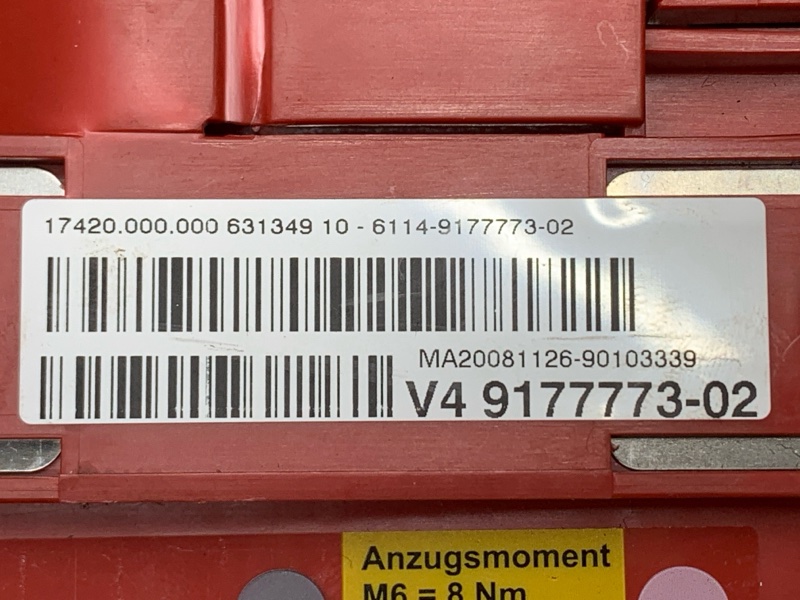 17420.000.000 631349 10 - 6114-9177773-02
MA20081126-90103339
V4 9177773-02
Anzugsmoment
M6 = 8 Nm